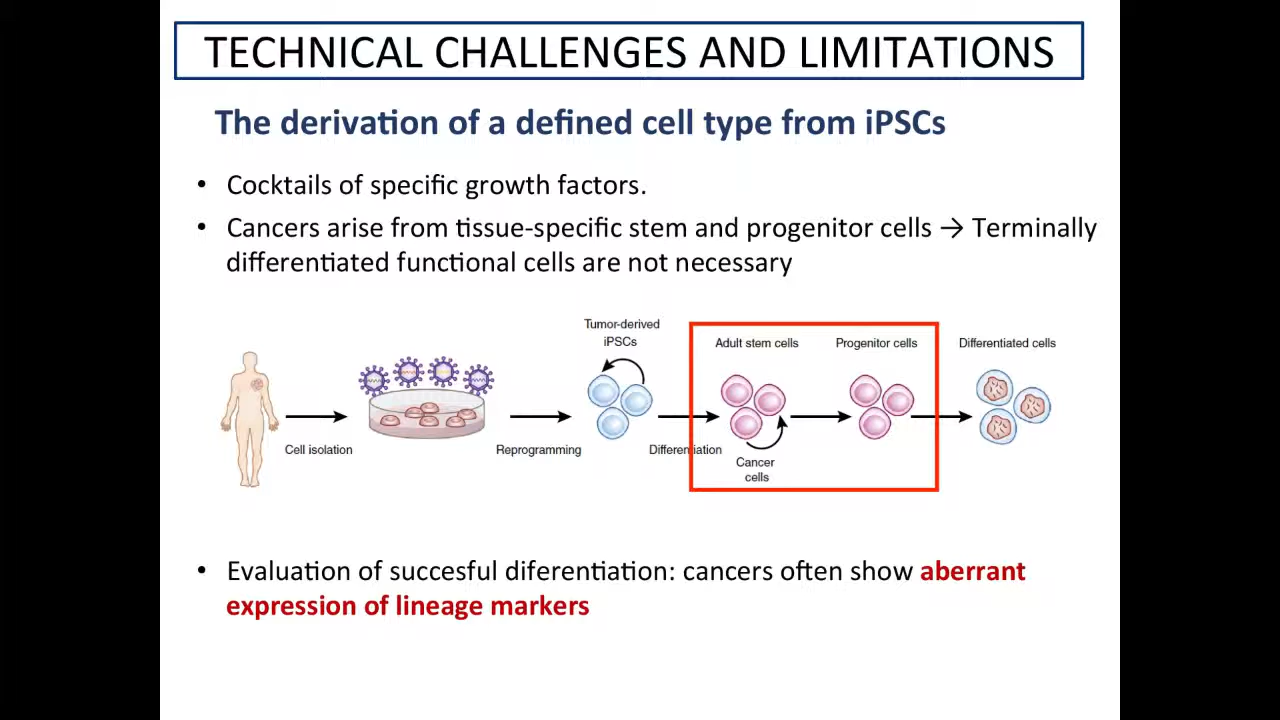 TECHNICAL CHALLENGES AND LIMITATIONS
The derivation of a defined cell type from iPSCs
• Cocktails of specific growth factors.
• Cancers arise from tissue-specific stem and progenitor cells → Terminally
differentiated functional cells are not necessary
Tumor-derived
iPSCs
Adult stem cells
Progenitor cells
Differentiated cells
Cell isolation
Reprogramming
Differentiation
Cancer
cells
• Evaluation of succesful diferentiation: cancers often show aberrant
expression of lineage markers